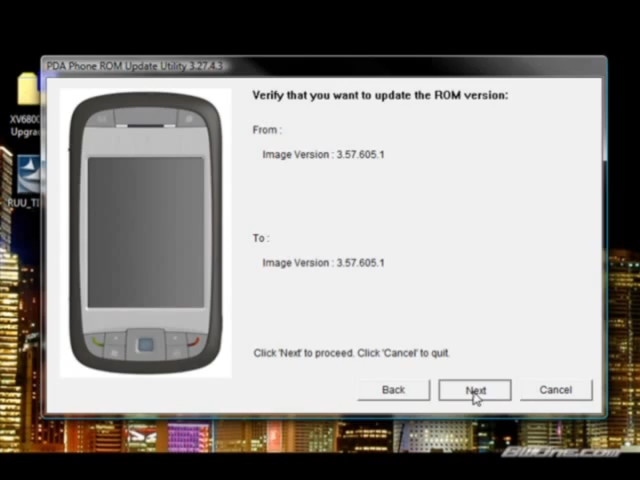 PDA Phone ROM Update Utility 3.27.4.3
Verify that you want to update the ROM version:
From :
Image Version : 3.57.605.1
To :
Image Version : 3.57.605.1
Click 'Next' to proceed. Click 'Cancel' to quit.
Back
Next
Cancel